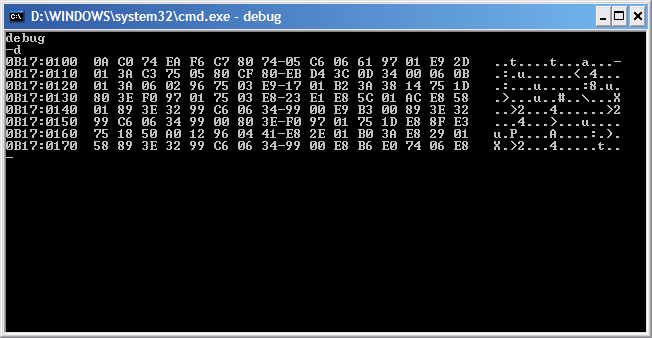 D:\WINDOWS\system32\cmd.exe - debug
debug
-d
0B17:0100  0A C0 74 EA F6 C7 80 74-05 C6 06 61 97 01 E9 2D   ..t....t...a...-
0B17:0110  01 3A C3 75 05 80 CF 80-EB D4 3C 0D 34 00 06 0B   .:.u......<.4...
0B17:0120  01 3A 06 02 96 75 03 E9-17 01 B2 3A 38 14 75 1D   .:...u.....:8.u.
0B17:0130  80 3E F0 97 01 75 03 E8-23 E1 E8 5C 01 AC E8 58   .>...u..#..\...X
0B17:0140  01 89 3E 32 99 C6 06 34-99 00 E9 B3 00 89 3E 32   ..>2...4......>2
0B17:0150  99 C6 06 34 99 00 80 3E-F0 97 01 75 1D E8 8F E3   ...4...>...u....
0B17:0160  75 18 50 A0 12 96 04 41-E8 2E 01 B0 3A E8 29 01   u.P....A....:.).
0B17:0170  58 89 3E 32 99 C6 06 34-99 00 E8 B6 E0 74 06 E8   X.>2...4.....t..
-